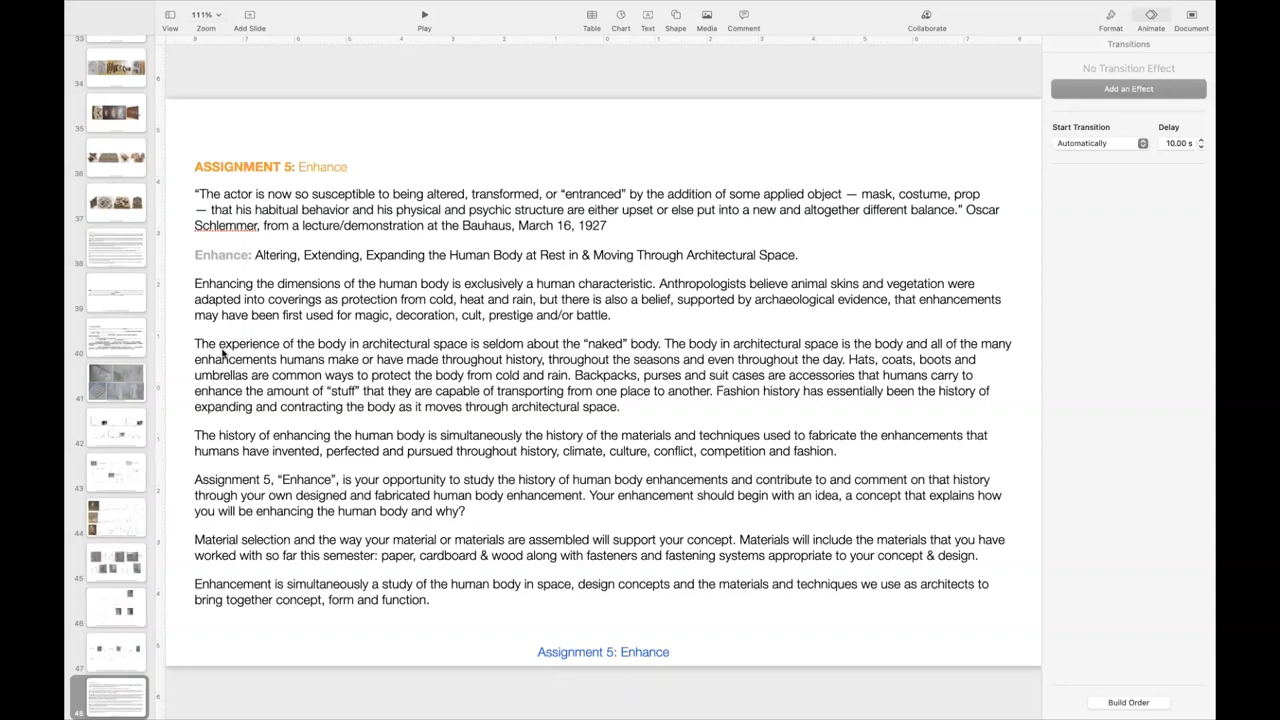 111%
View
Zoom
Add Slide
Play
Table
Chart
Text
Shape
Media
Comment
Collaborate
Format
Animate
Document
Transitions
No Transition Effect
Add an Effect
Start Transition
Delay
Automatically
10.00 s
Build Order
33
34
35
36
37
38
39
40
41
42
43
44
45
46
47
48
ASSIGNMENT 5: Enhance
“The actor is now so susceptible to being altered, transformed, or “entranced” by the addition of some applied object — mask, costume, prop
— that his habitual behavior and his physical and psychic structure are either upset or else put into a new and altogether different balance.” Oscar
Schlemmer, from a lecture/demonstration at the Bauhaus, March 16, 1927
Enhance: Altering, Extending, Expanding the Human Body at Rest in & Moving Through Architectural Space.
Enhancing the dimensions of the human body is exclusively a human characteristic. Anthropologists believe animal skins and vegetation were
adapted into coverings as protection from cold, heat and rain, but there is also a belief, supported by archaeological evidence, that enhancements
may have been first used for magic, decoration, cult, prestige and/or battle.
The experience of the body in architectural space is seldom about the “naked” body. The body in architectural space is the body and all of the many
enhancements humans make or have made throughout history, throughout the seasons and even throughout the day. Hats, coats, boots and
umbrellas are common ways to protect the body from cold and rain. Backpacks, purses and suit cases are accessories that humans carry to
enhance the amount of “stuff” that they are capable of transporting from one place to another. Fashion history has essentially been the history of
expanding and contracting the body as it moves through architectural space.
The history of enhancing the human body is simultaneously the history of the materials and techniques used to fabricate the enhancements that
humans have invented, perfected and pursued throughout history, climate, culture, conflict, competition and fashion.
Assignment 5, “Enhance”, is your opportunity to study the history of human body enhancements and contribute to and comment on that history
through your own designed and fabricated human body enhancement. Your enhancement should begin with an idea, a concept that explains how
you will be enhancing the human body and why?
Material selection and the way your material or materials are assembled will support your concept. Materials will include the materials that you have
worked with so far this semester: paper, cardboard & wood along with fasteners and fastening systems appropriate to your concept & design.
Enhancement is simultaneously a study of the human body in space, design concepts and the materials and techniques we use as architects to
bring together concept, form and function.
Assignment 5: Enhance